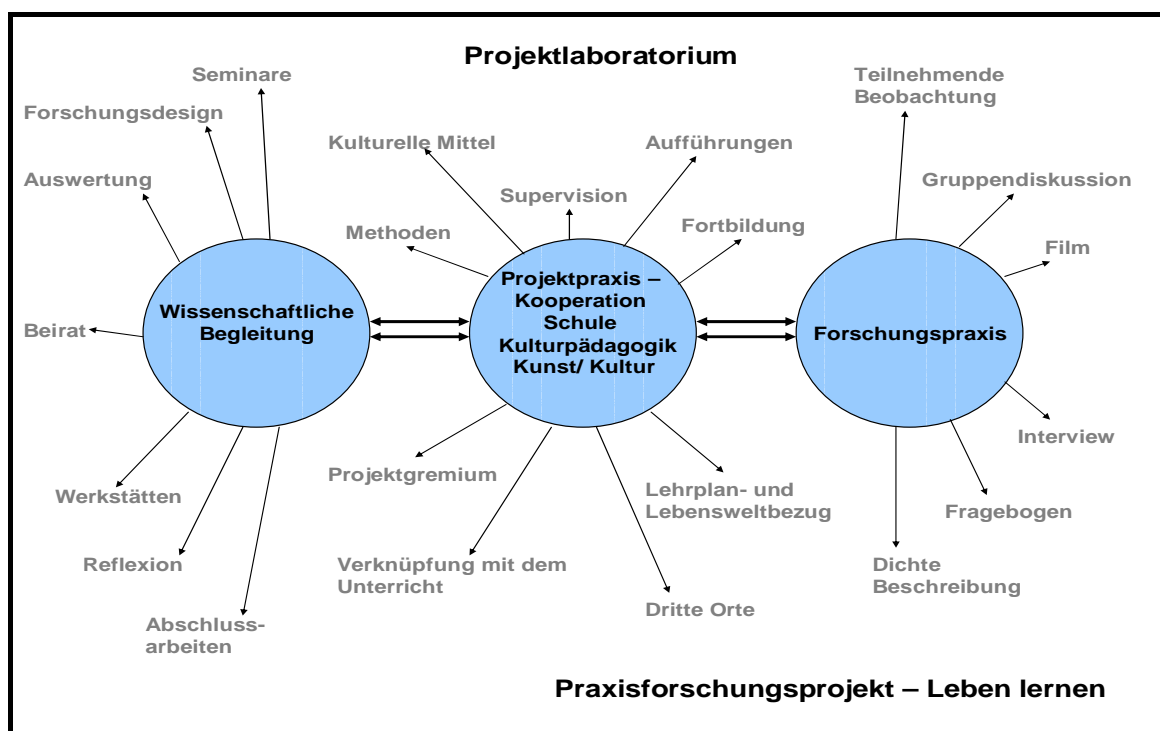 Projektlaboratorium
Seminare
Forschungsdesign
Auswertung
Beirat
Wissenschaftliche
Begleitung
Werkstätten
Reflexion
Abschluss-
arbeiten
Kulturelle Mittel
Methoden
Supervision
Aufführungen
Fortbildung
Projektpraxis –
Kooperation
Schule
Kulturpädagogik
Kunst/ Kultur
Projektgremium
Verknüpfung mit dem
Unterricht
Lehrplan- und
Lebensweltbezug
Dritte Orte
Teilnehmende
Beobachtung
Gruppendiskussion
Film
Forschungspraxis
Interview
Fragebogen
Dichte
Beschreibung
Praxisforschungsprojekt – Leben lernen